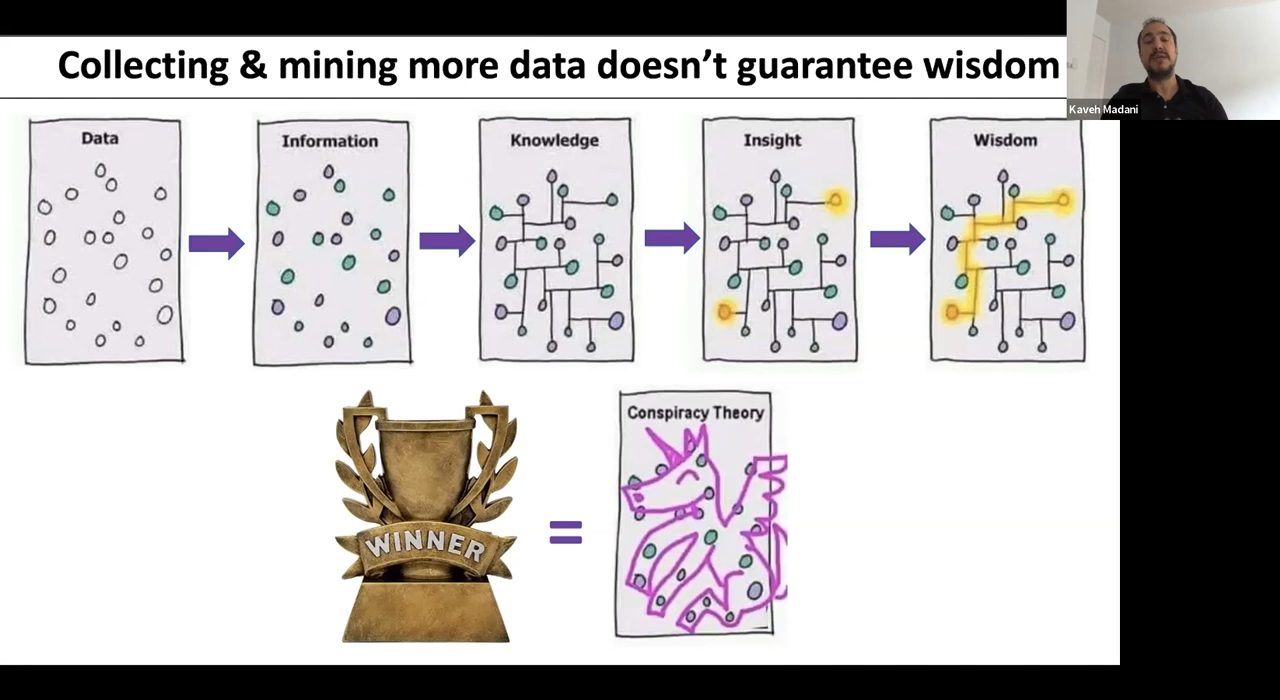 Collecting & mining more data doesn't guarantee wisdom
Kaveh Madani
Data
Information
Knowledge
Insight
Wisdom
WINNER
=
Conspiracy Theory